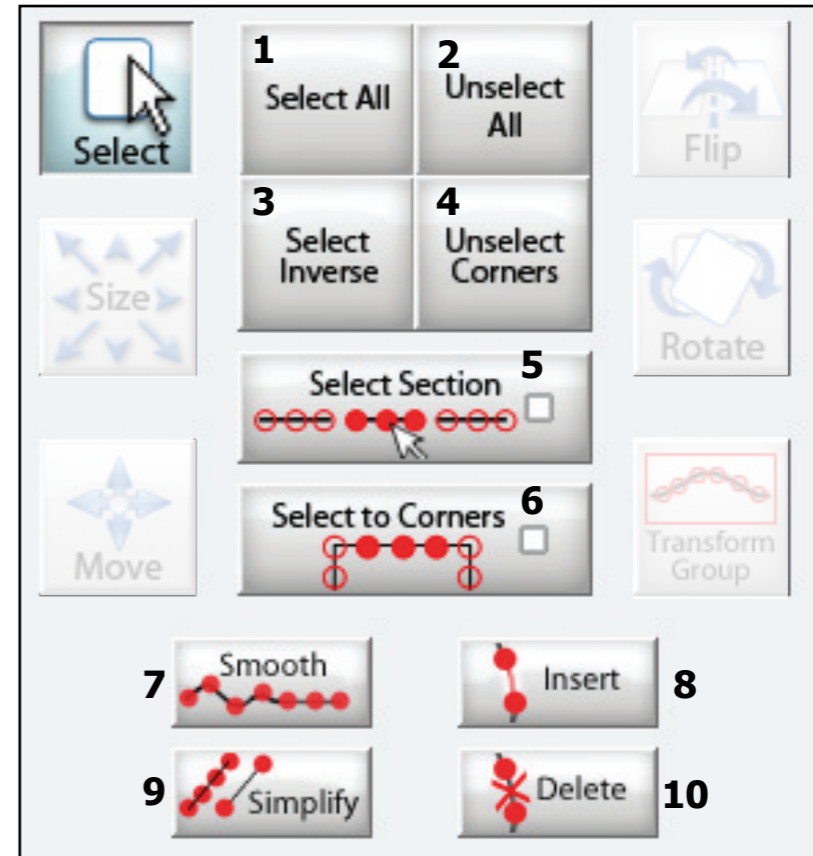 Select
1
Select All
2
Unselect
All
Flip
Size
3
Select
Inverse
4
Unselect
Corners
Rotate
Select Section
5
Move
Select to Corners
6
Transform
Group
7
Smooth
Insert
8
9
Simplify
Delete
10